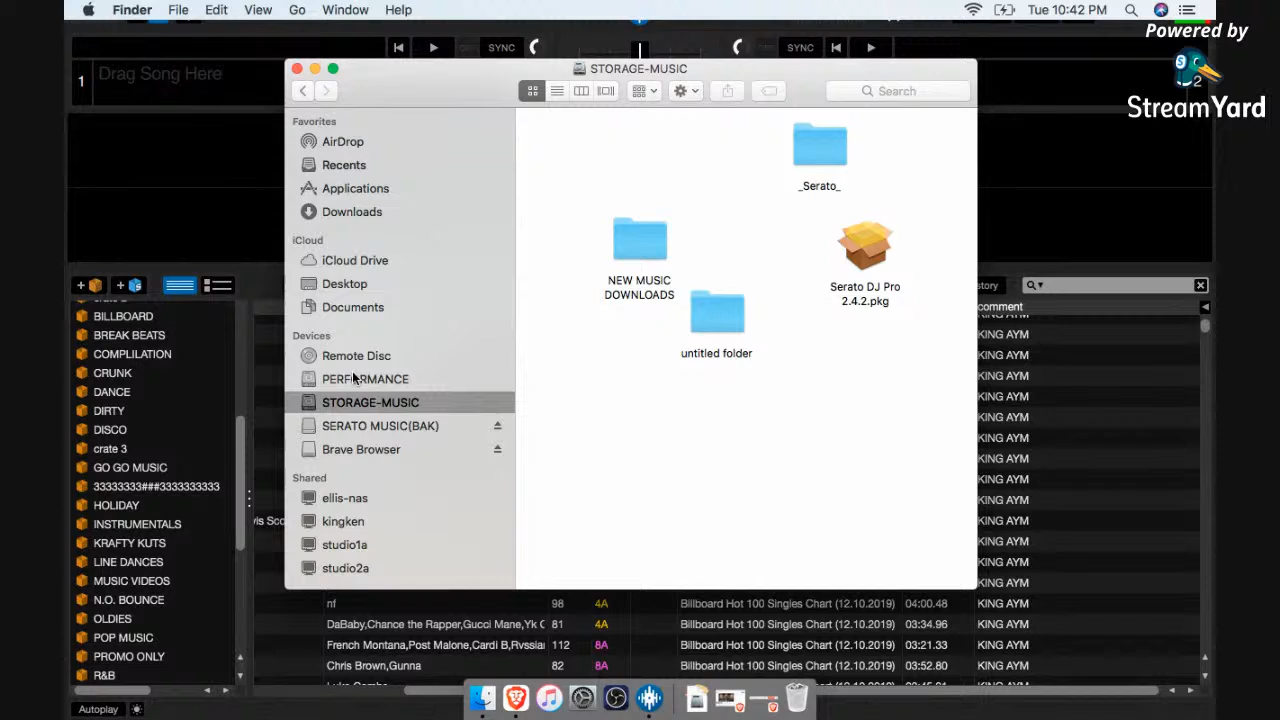 Finder File Edit View Go Window Help Tue 10:42 PM
Powered by
StreamYard
SYNC SYNC
1 Drag Song Here
STORAGE-MUSIC
Search
Favorites
AirDrop
Recents
Applications
Downloads
iCloud
iCloud Drive
Desktop
Documents
Devices
Remote Disc
PERFORMANCE
STORAGE-MUSIC
SERATO MUSIC(BAK)
Brave Browser
Shared
ellis-nas
kingken
studio1a
studio2a
_Serato_
NEW MUSIC
DOWNLOADS
Serato DJ Pro
2.4.2.pkg
untitled folder
BILLBOARD
BREAK BEATS
COMPLILATION
CRUNK
DANCE
DIRTY
DISCO
crate 3
GO GO MUSIC
33333333###3333333333
HOLIDAY
INSTRUMENTALS
KRAFTY KUTS
LINE DANCES
MUSIC VIDEOS
N.O. BOUNCE
OLDIES
POP MUSIC
PROMO ONLY
R&B
comment
KING AYM
KING AYM
KING AYM
KING AYM
KING AYM
KING AYM
KING AYM
KING AYM
KING AYM
KING AYM
KING AYM
KING AYM
KING AYM
KING AYM
nf 98 4A Billboard Hot 100 Singles Chart (12.10.2019) 04:00.48 KING AYM
DaBaby,Chance the Rapper,Gucci Mane,Yk 81 4A Billboard Hot 100 Singles Chart (12.10.2019) 03:34.96 KING AYM
French Montana,Post Malone,Cardi B,Rvssian 112 8A Billboard Hot 100 Singles Chart (12.10.2019) 03:21.33 KING AYM
Chris Brown,Gunna 82 8A Billboard Hot 100 Singles Chart (12.10.2019) 03:52.80 KING AYM
Autoplay